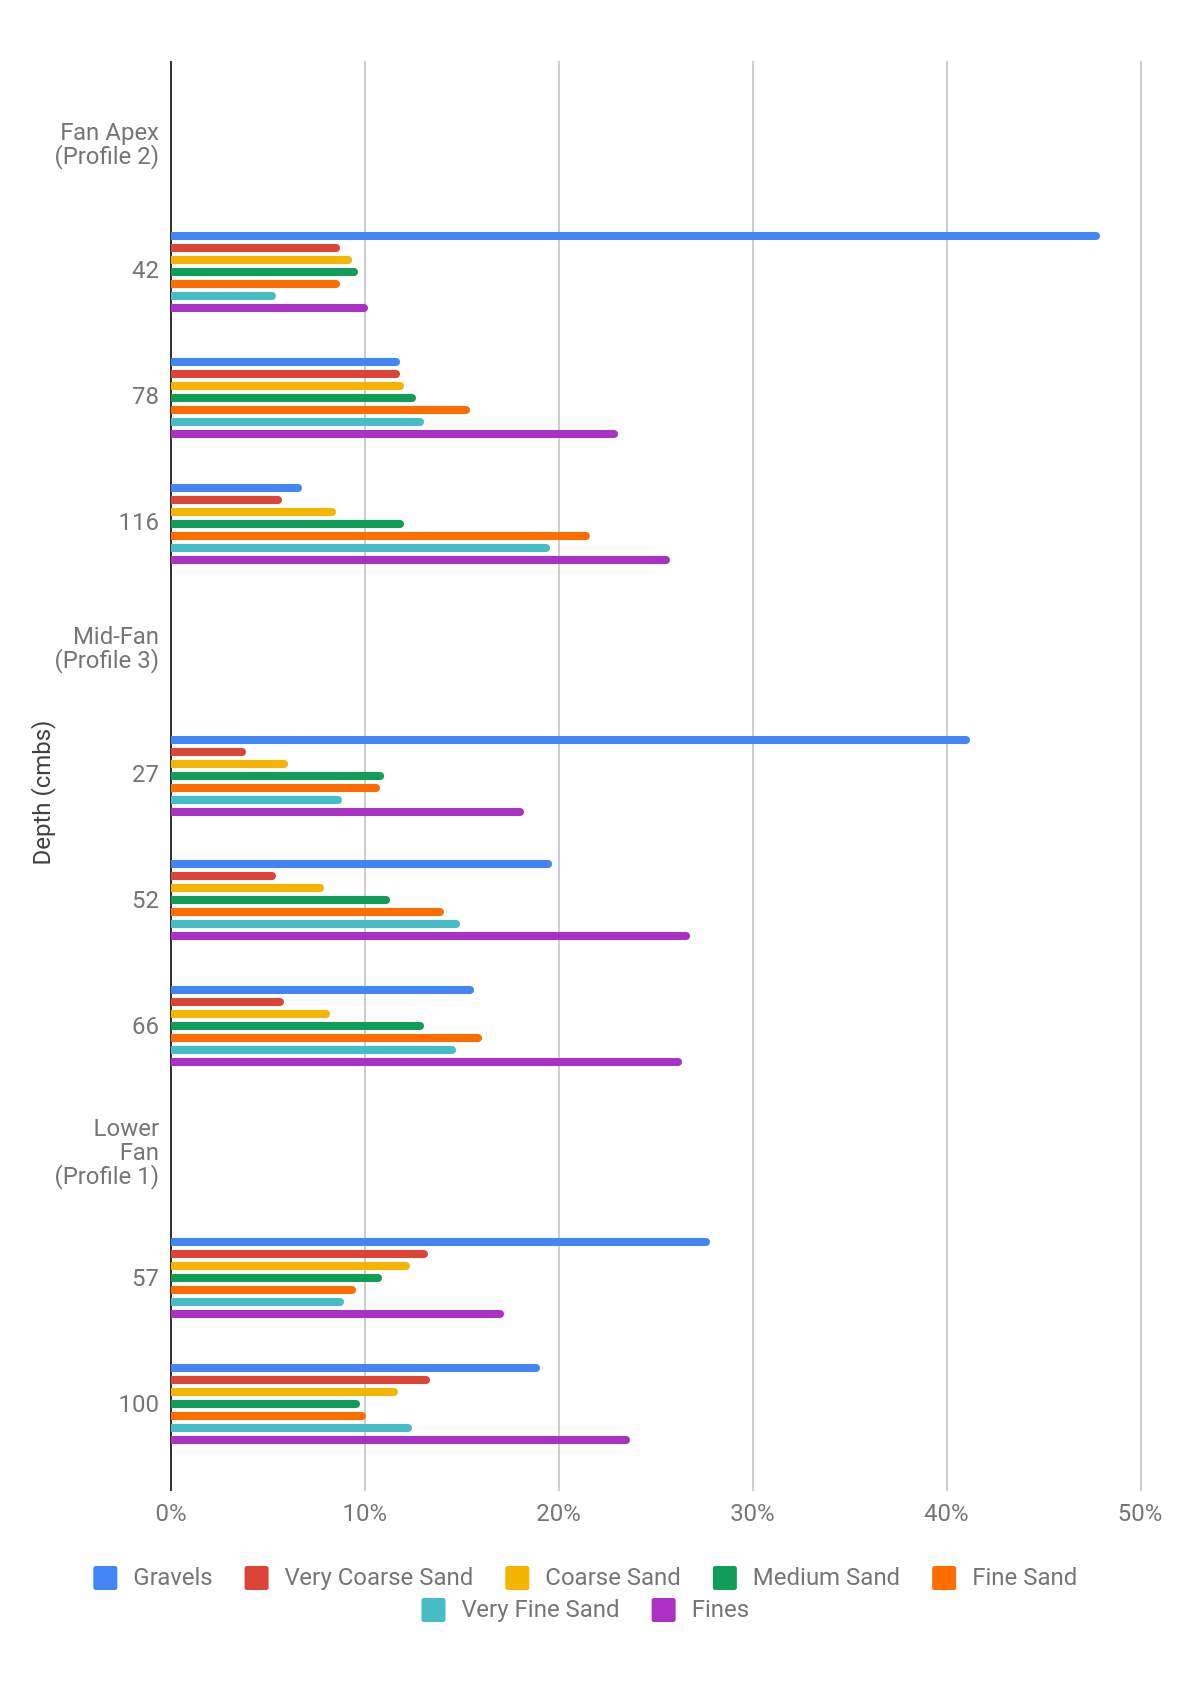 Fan Apex
(Profile 2)
42
78
116
Mid-Fan
(Profile 3)
Depth (cmbs)
27
52
66
Lower
Fan
(Profile 1)
57
100
0% 10% 20% 30% 40% 50%
Gravels Very Coarse Sand Coarse Sand Medium Sand Fine Sand
Very Fine Sand Fines